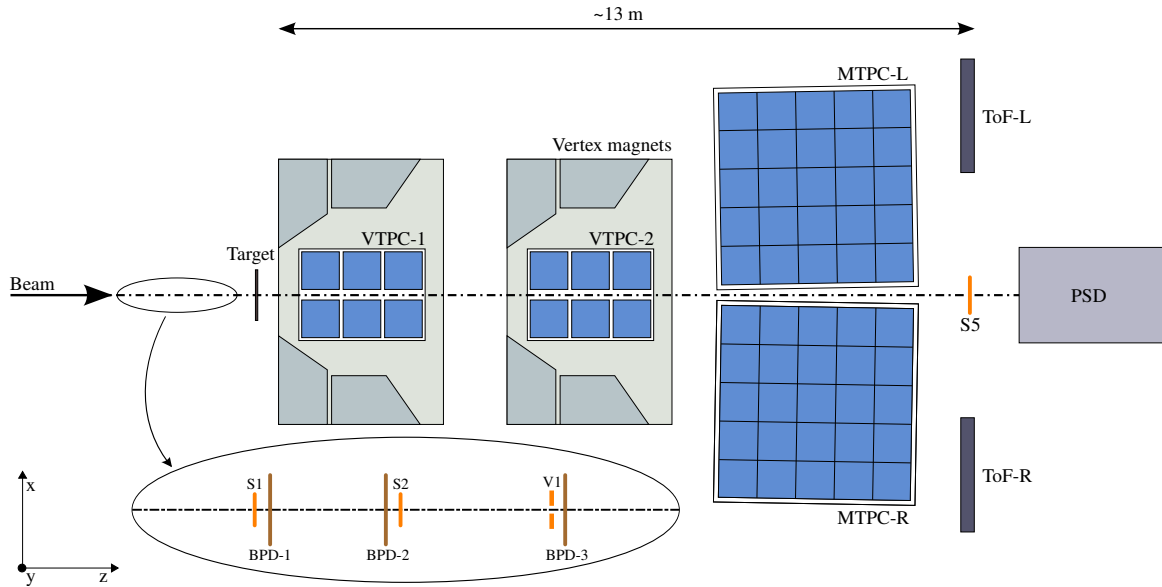 ~13 m
MTPC-L
ToF-L
Vertex magnets
VTPC-1
VTPC-2
Target
Beam
PSD
S5
ToF-R
MTPC-R
x
y
z
S1
S2
V1
BPD-1
BPD-2
BPD-3